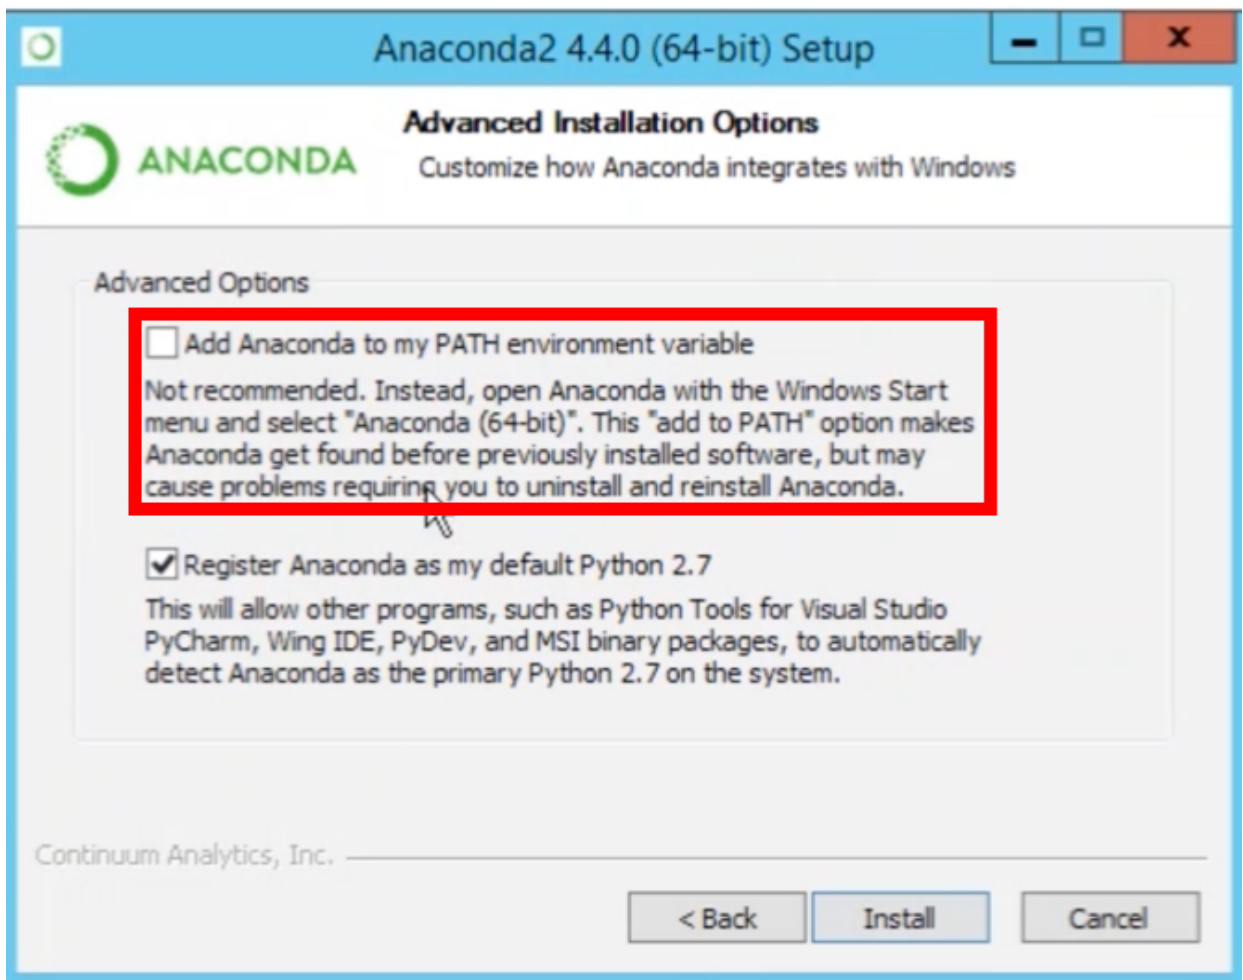 Anaconda2 4.4.0 (64-bit) Setup
ANACONDA
Advanced Installation Options
Customize how Anaconda integrates with Windows
Advanced Options
Add Anaconda to my PATH environment variable
Not recommended. Instead, open Anaconda with the Windows Start
menu and select "Anaconda (64-bit)". This "add to PATH" option makes
Anaconda get found before previously installed software, but may
cause problems requiring you to uninstall and reinstall Anaconda.
Register Anaconda as my default Python 2.7
This will allow other programs, such as Python Tools for Visual Studio
PyCharm, Wing IDE, PyDev, and MSI binary packages, to automatically
detect Anaconda as the primary Python 2.7 on the system.
Continuum Analytics, Inc.
< Back Install Cancel